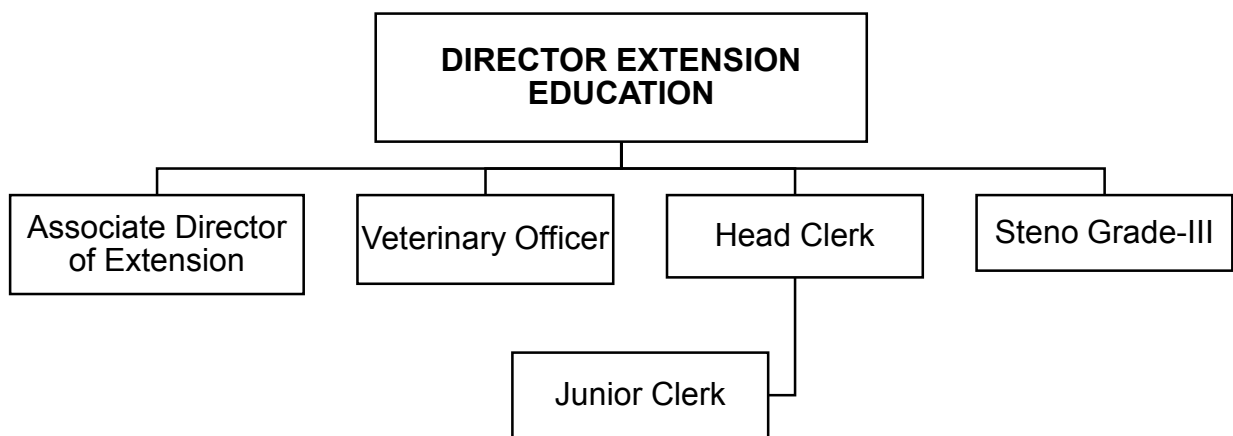 DIRECTOR EXTENSION
EDUCATION
Associate Director
of Extension
Veterinary Officer
Head Clerk
Steno Grade-III
Junior Clerk